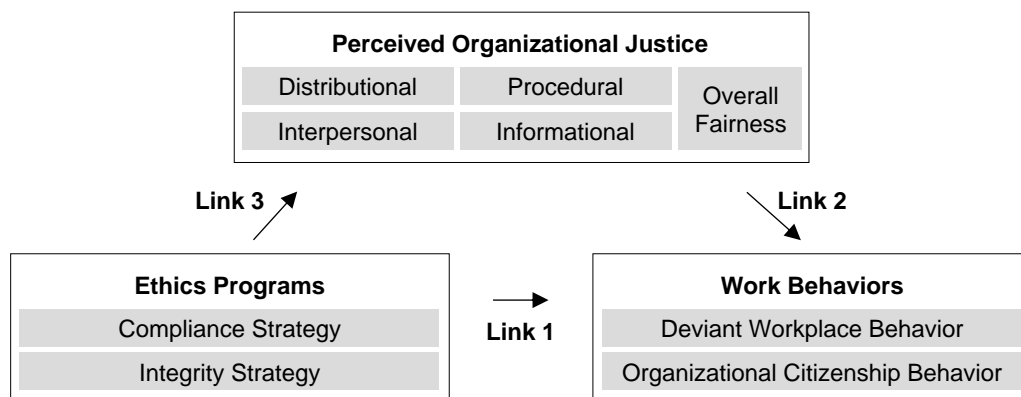 Perceived Organizational Justice
Distributional
Procedural
Overall
Fairness
Interpersonal
Informational
Link 3
Link 2
Ethics Programs
Compliance Strategy
Integrity Strategy
Link 1
Work Behaviors
Deviant Workplace Behavior
Organizational Citizenship Behavior